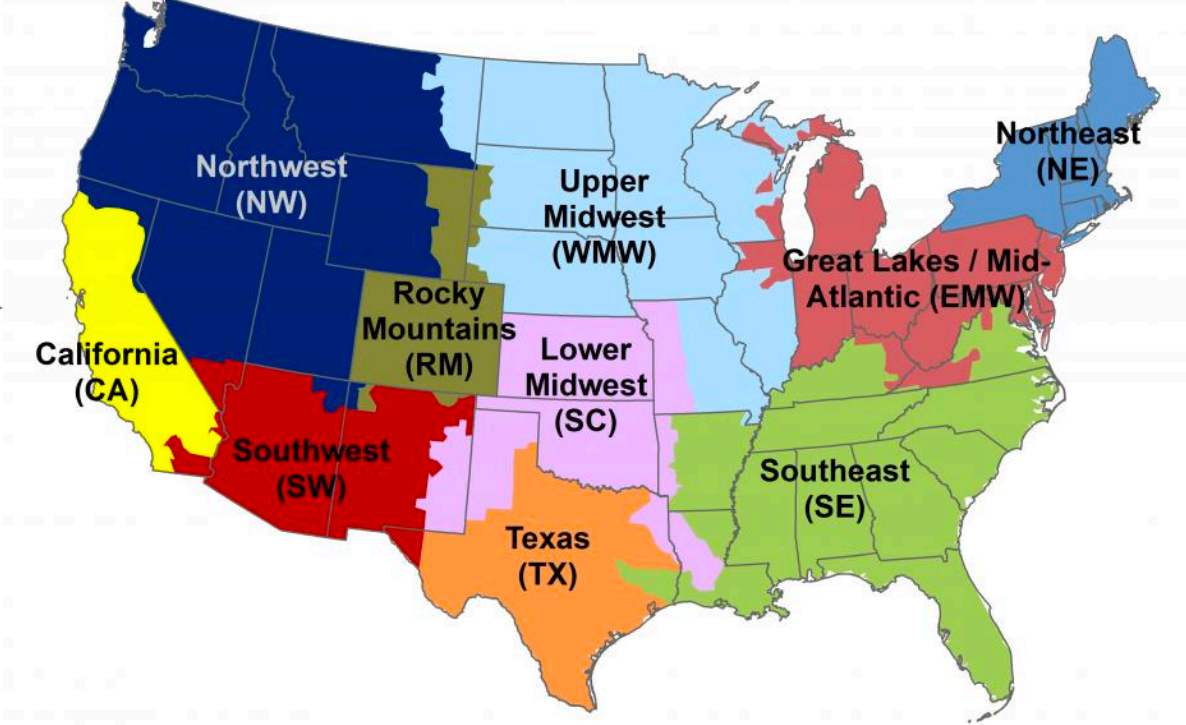 Northeast
(NE)
Northwest
(NW)
Upper
Midwest
(WMW)
Great Lakes / Mid-
Atlantic (EMW)
Rocky
Mountains
(RM)
California
(CA)
Lower
Midwest
(SC)
Southwest
(SW)
Southeast
(SE)
Texas
(TX)